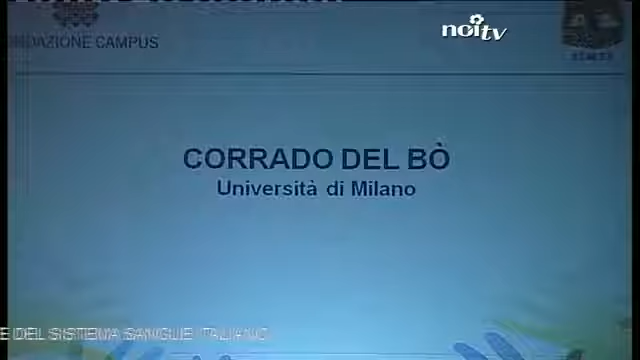 noitv
NDAZIONE CAMPUS
CORRADO DEL BÒ
Università di Milano
E DEL SISTEMA SANGUE ITALIANO